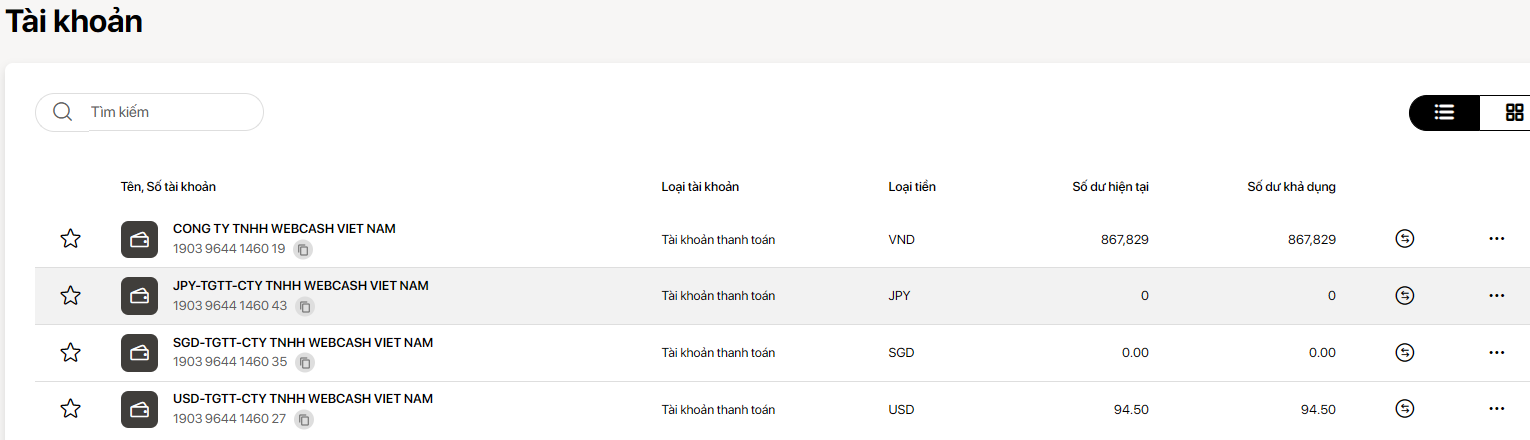 Tài khoản
Tìm kiếm
Tên, Số tài khoản Loại tài khoản Loại tiền Số dư hiện tại Số dư khả dụng
CONG TY TNHH WEBCASH VIET NAM
1903 9644 1460 19 Tài khoản thanh toán VND 867,829 867,829
JPY-TGTT-CTY TNHH WEBCASH VIET NAM
1903 9644 1460 43 Tài khoản thanh toán JPY 0 0
SGD-TGTT-CTY TNHH WEBCASH VIET NAM
1903 9644 1460 35 Tài khoản thanh toán SGD 0.00 0.00
USD-TGTT-CTY TNHH WEBCASH VIET NAM
1903 9644 1460 27 Tài khoản thanh toán USD 94.50 94.50